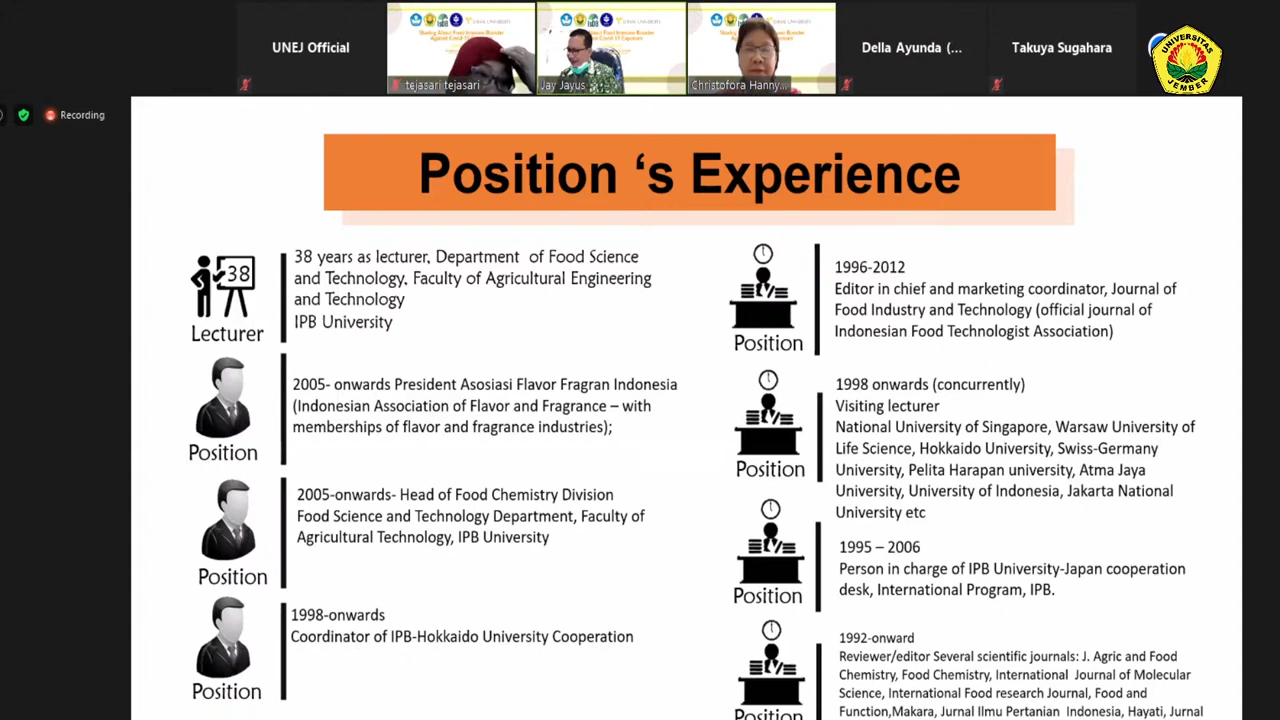 UNEJ Official
tejasari tejasari
Jay Jayus
Christofora Hanny...
Della Ayunda (...
Takuya Sugahara
UNIVERSITAS
JEMBER
Recording
Position ‘s Experience
38
Lecturer
38 years as lecturer, Department of Food Science
and Technology, Faculty of Agricultural Engineering
and Technology
IPB University
Position
2005- onwards President Asosiasi Flavor Fragran Indonesia
(Indonesian Association of Flavor and Fragrance – with
memberships of flavor and fragrance industries);
Position
2005-onwards- Head of Food Chemistry Division
Food Science and Technology Department, Faculty of
Agricultural Technology, IPB University
Position
1998-onwards
Coordinator of IPB-Hokkaido University Cooperation
Position
1996-2012
Editor in chief and marketing coordinator, Journal of
Food Industry and Technology (official journal of
Indonesian Food Technologist Association)
Position
1998 onwards (concurrently)
Visiting lecturer
National University of Singapore, Warsaw University of
Life Science, Hokkaido University, Swiss-Germany
University, Pelita Harapan university, Atma Jaya
University, University of Indonesia, Jakarta National
University etc
Position
1995 – 2006
Person in charge of IPB University-Japan cooperation
desk, International Program, IPB.
Position
1992-onward
Reviewer/editor Several scientific journals: J. Agric and Food
Chemistry, Food Chemistry, International Journal of Molecular
Science, International Food research Journal, Food and
Function,Makara, Jurnal Ilmu Pertanian Indonesia, Hayati, Jurnal